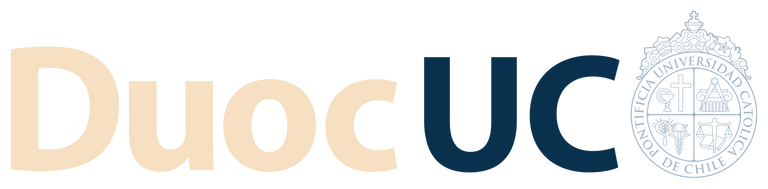 Duoc UC
PONTIFICIA UNIVERSIDAD CATOLICA
DE CHILE